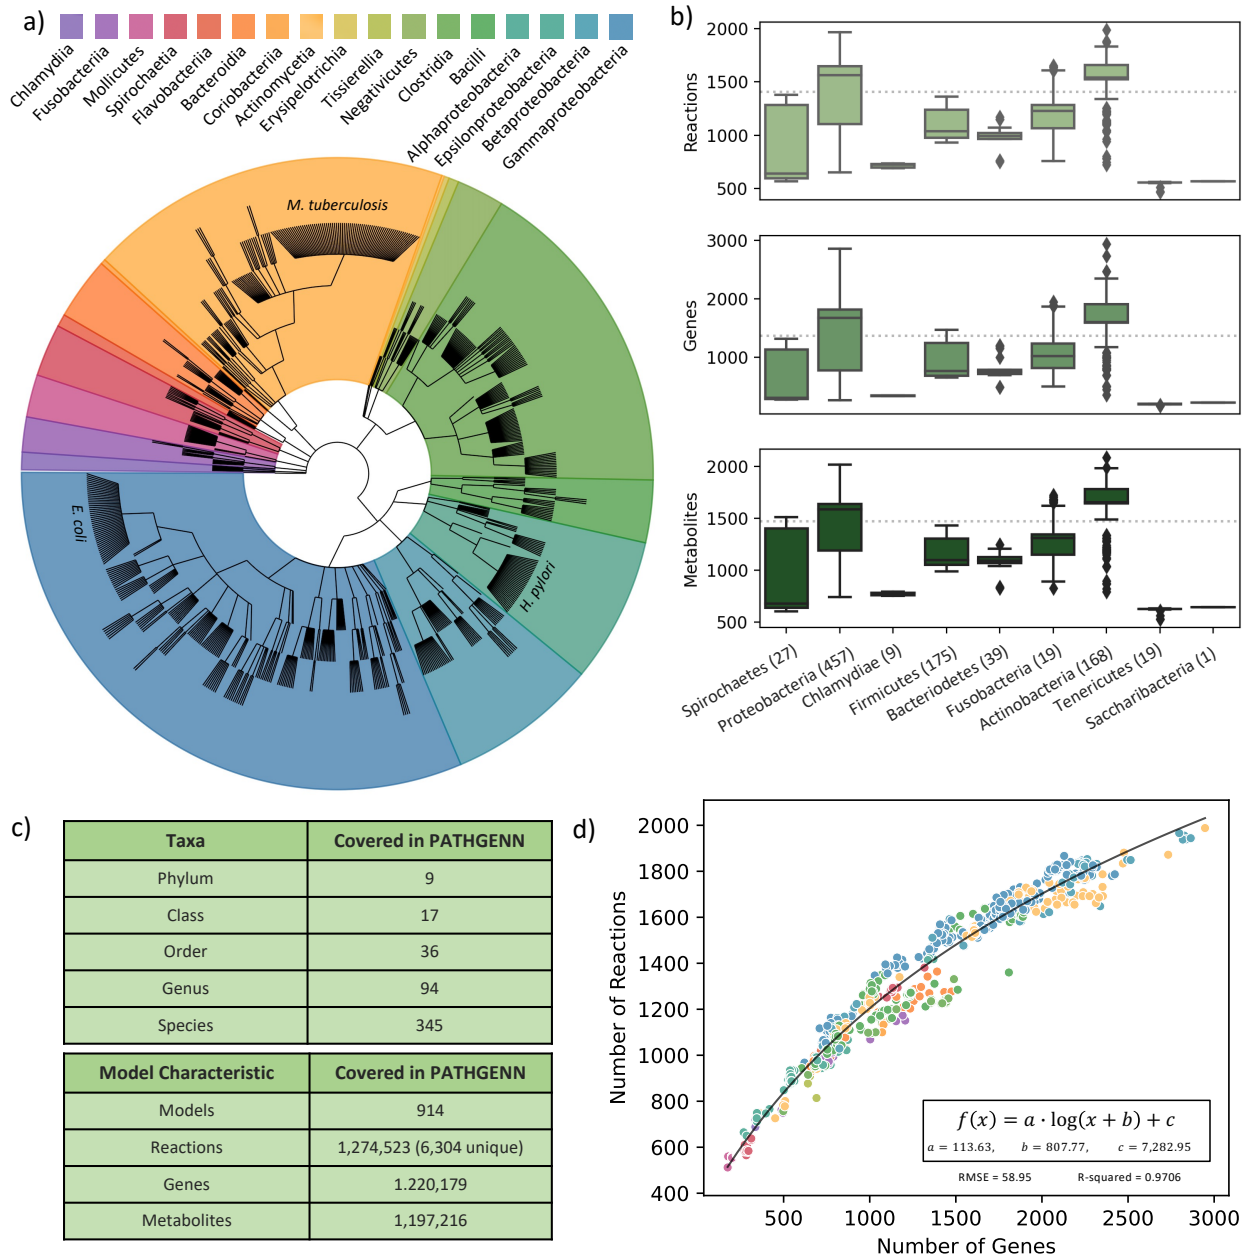 a)
Chlamydiia
Fusobacteriia
Mollicutes
Spirochaetia
Flavobacteriia
Bacteroidia
Coriobacteriia
Actinomycetia
Erysipelotrichia
Tissierellia
Negativicutes
Clostridia
Bacilli
Alphaproteobacteria
Epsilonproteobacteria
Betaproteobacteria
Gammaproteobacteria
M. tuberculosis
E. coli
H. pylori
b)
Reactions
2000
1500
1000
500
Genes
3000
2000
1000
Metabolites
2000
1500
1000
500
Spirochaetes (27)
Proteobacteria (457)
Chlamydiae (9)
Firmicutes (175)
Bacteriodetes (39)
Fusobacteria (19)
Actinobacteria (168)
Tenericutes (19)
Saccharibacteria (1)
c)
Taxa Covered in PATHGENN
Phylum 9
Class 17
Order 36
Genus 94
Species 345
Model Characteristic Covered in PATHGENN
Models 914
Reactions 1,274,523 (6,304 unique)
Genes 1.220,179
Metabolites 1,197,216
d)
Number of Reactions
2000
1800
1600
1400
1200
1000
800
600
400
f(x) = a · log(x + b) + c
a = 113.63, b = 807.77, c = 7,282.95
RMSE = 58.95 R-squared = 0.9706
500 1000 1500 2000 2500 3000
Number of Genes